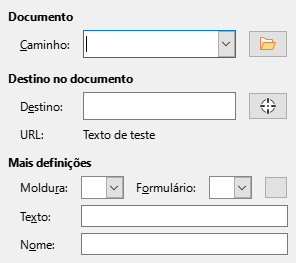 Documento
Caminho:
Destino no documento
Destino:
URL: Texto de teste
Mais definições
Moldura: Formulário:
Texto:
Nome: